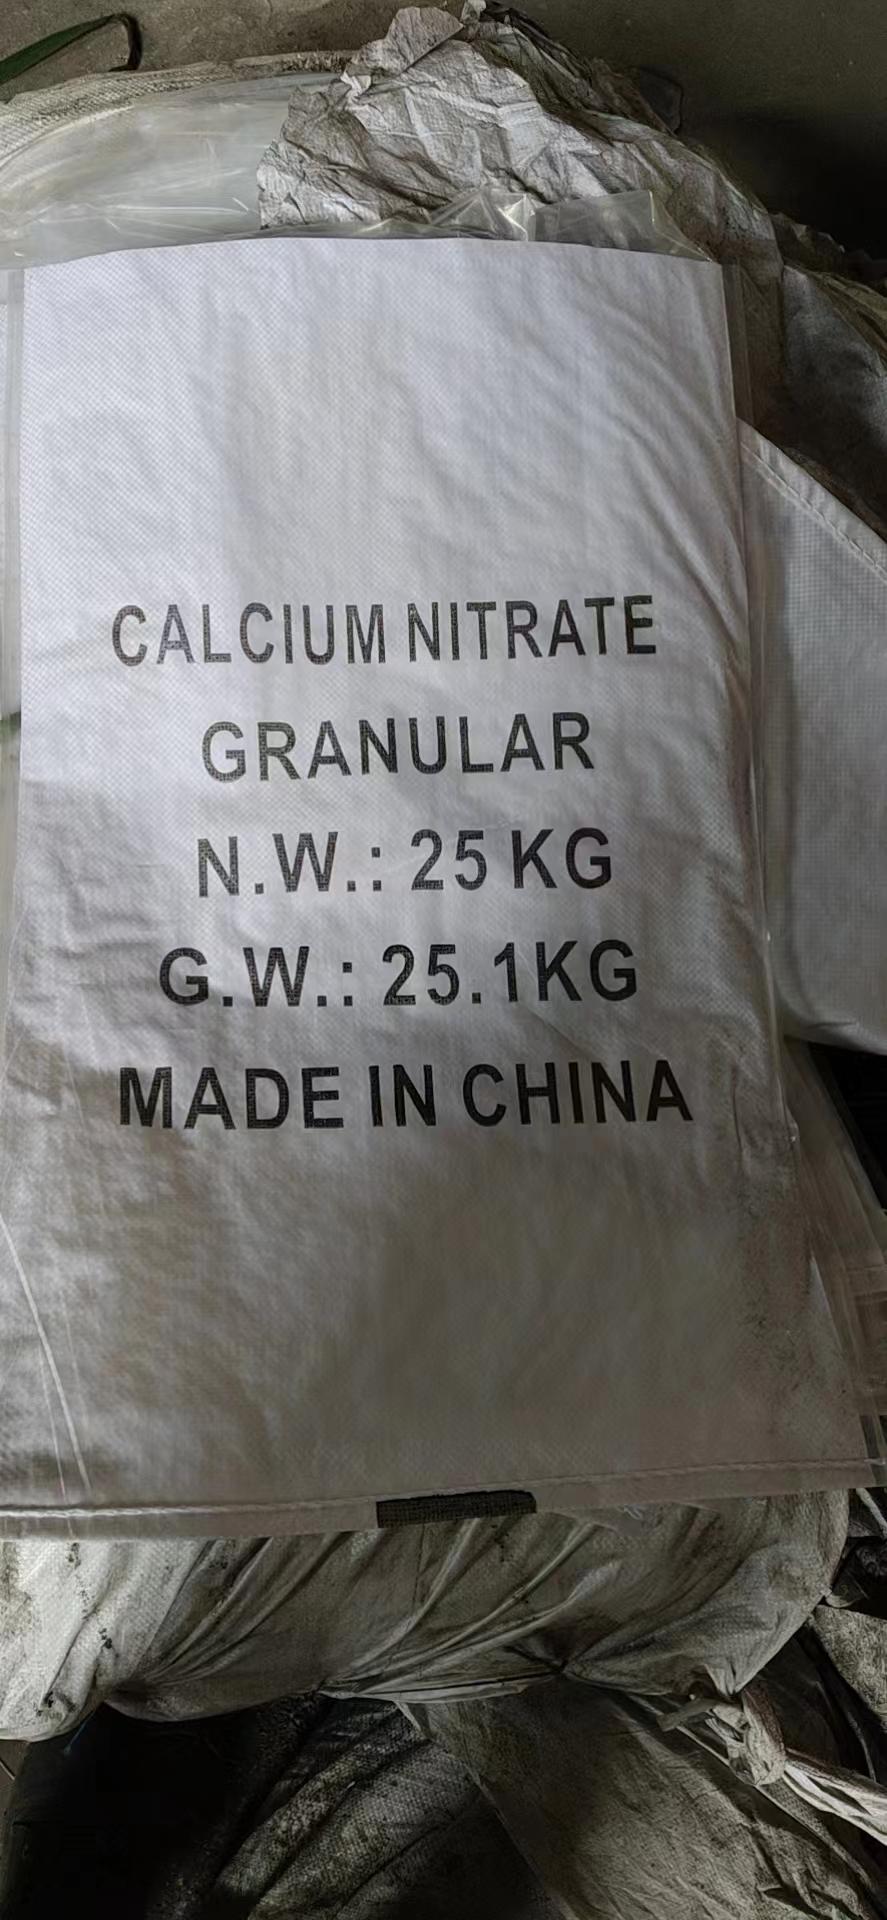 CALCIUM NITRATE
GRANULAR
N.W.: 25 KG
G.W.: 25.1KG
MADE IN CHINA